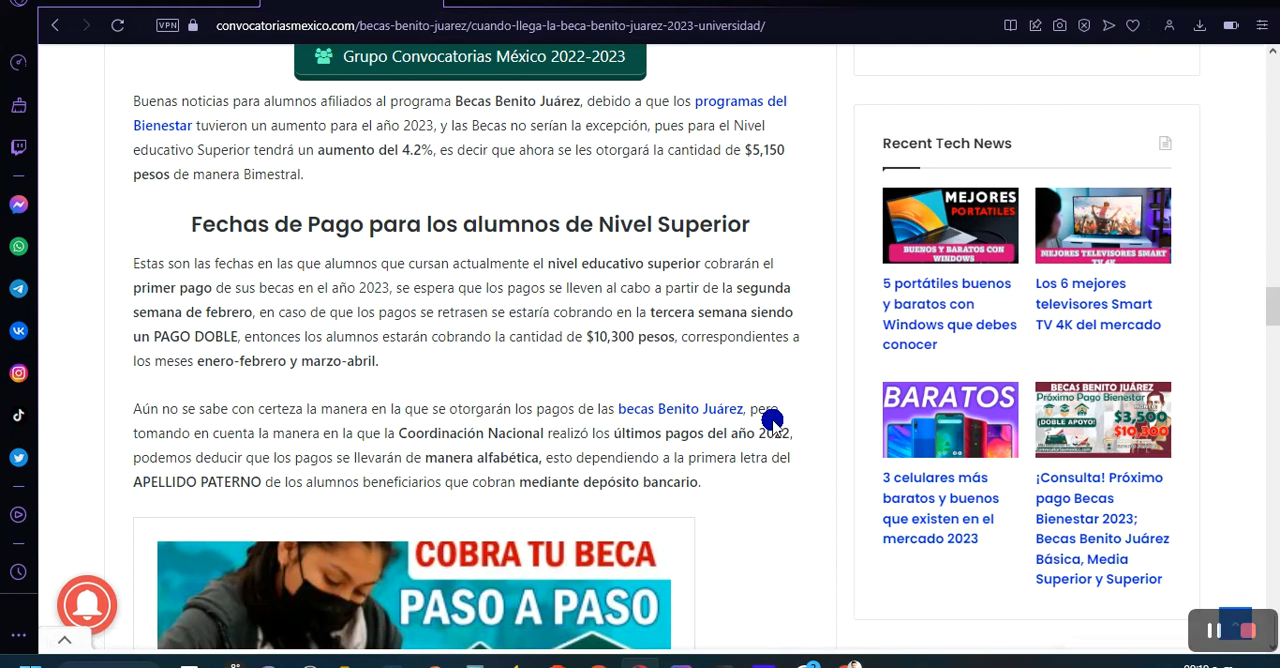 VPN
convocatoriasmexico.com/becas-benito-juarez/cuando-llega-la-beca-benito-juarez-2023-universidad/
Grupo Convocatorias México 2022-2023
Buenas noticias para alumnos afiliados al programa Becas Benito Juárez, debido a que los programas del
Bienestar tuvieron un aumento para el año 2023, y las Becas no serían la excepción, pues para el Nivel
educativo Superior tendrá un aumento del 4.2%, es decir que ahora se les otorgará la cantidad de $5,150
pesos de manera Bimestral.
Fechas de Pago para los alumnos de Nivel Superior
Estas son las fechas en las que alumnos que cursan actualmente el nivel educativo superior cobrarán el
primer pago de sus becas en el año 2023, se espera que los pagos se lleven al cabo a partir de la segunda
semana de febrero, en caso de que los pagos se retrasen se estaría cobrando en la tercera semana siendo
un PAGO DOBLE, entonces los alumnos estarán cobrando la cantidad de $10,300 pesos, correspondientes a
los meses enero-febrero y marzo-abril.
Aún no se sabe con certeza la manera en la que se otorgarán los pagos de las becas Benito Juárez, pero
tomando en cuenta la manera en la que la Coordinación Nacional realizó los últimos pagos del año 2022,
podemos deducir que los pagos se harán de forma alfabética, esto dependiendo a la primera letra del
APELLIDO PATERNO de los alumnos beneficiarios que cobran mediante depósito bancario.
COBRA TU BECA
PASO A PASO
Recent Tech News
MEJORES
PORTATILES
BUENOS Y BARATOS CON
WINDOWS
5 portátiles buenos
y baratos con
Windows que debes
conocer
MEJORES TELEVISORES SMART
TV 4K
Los 6 mejores
televisores Smart
TV 4K del mercado
BARATOS
3 celulares más
baratos y buenos
que existen en el
mercado 2023
BECAS BENITO JUÁREZ
Próximo Pago Bienestar
¡DOBLE APOYO!
$3,500
$10,300
¡Consulta! Próximo
pago Becas
Bienestar 2023;
Becas Benito Juárez
Básica, Media
Superior y Superior